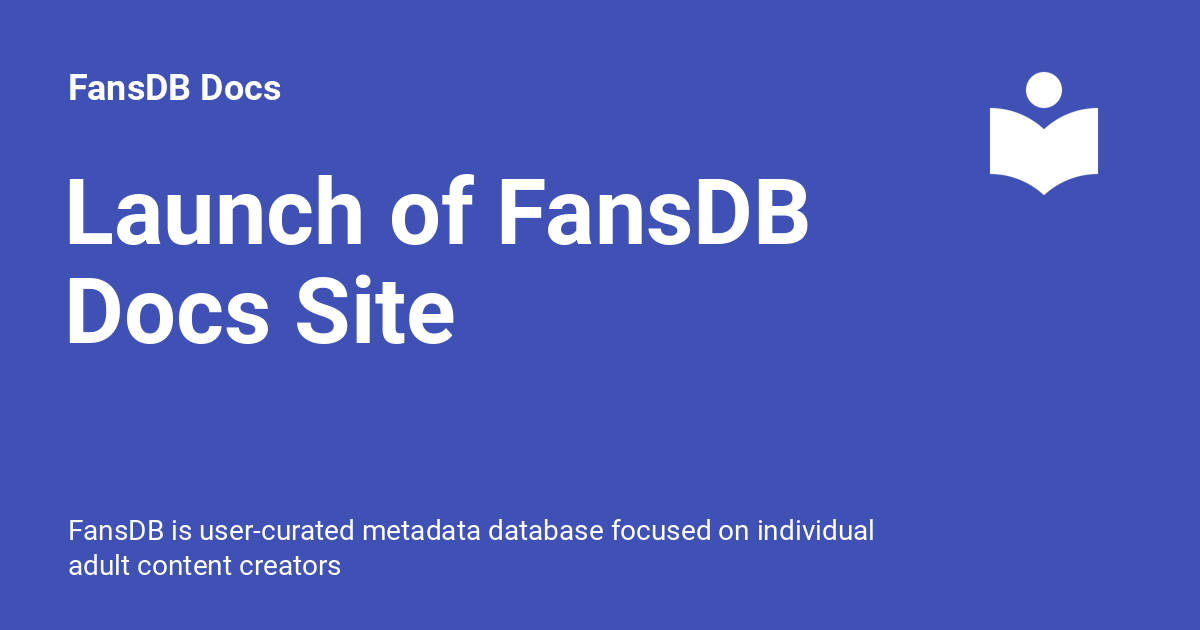 FansDB Docs
Launch of FansDB
Docs Site
FansDB is user-curated metadata database focused on individual
adult content creators